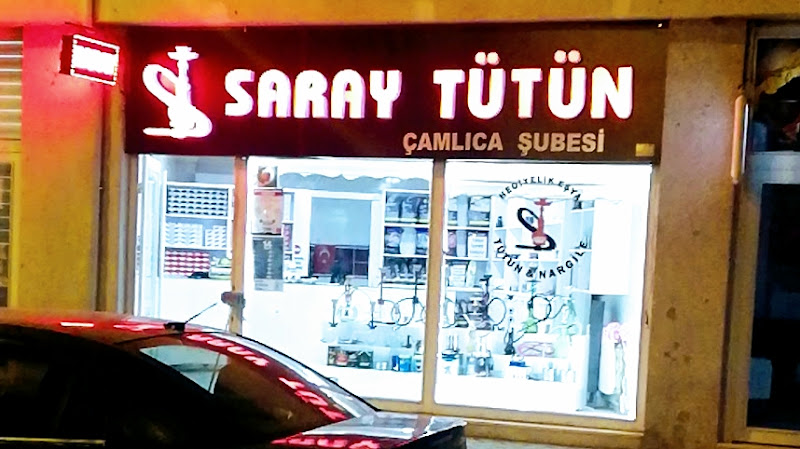 SARAY TÜTÜN
ÇAMLICA ŞUBESİ
HEDİYELİK EŞYA
TÜTÜN & NARGİLE